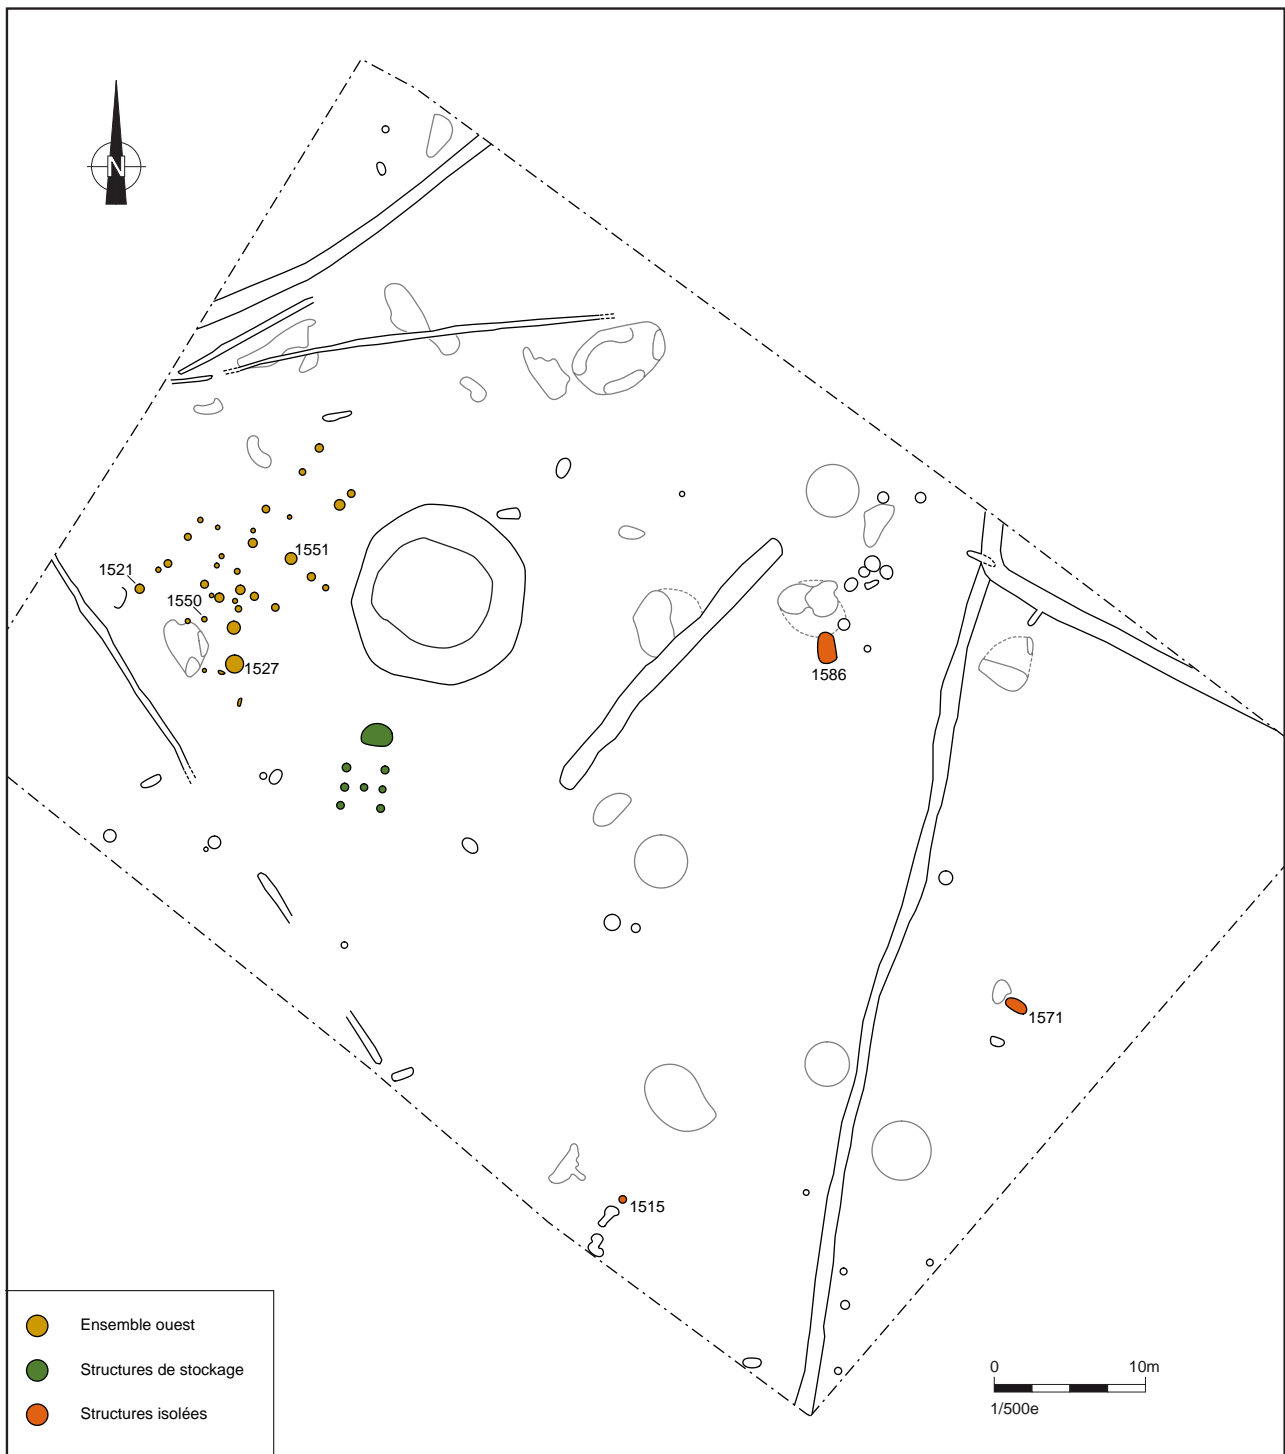 N
1551
1521
1550
1527
1586
1571
1515
Ensemble ouest
Structures de stockage
Structures isolées
0 10m
1/500e